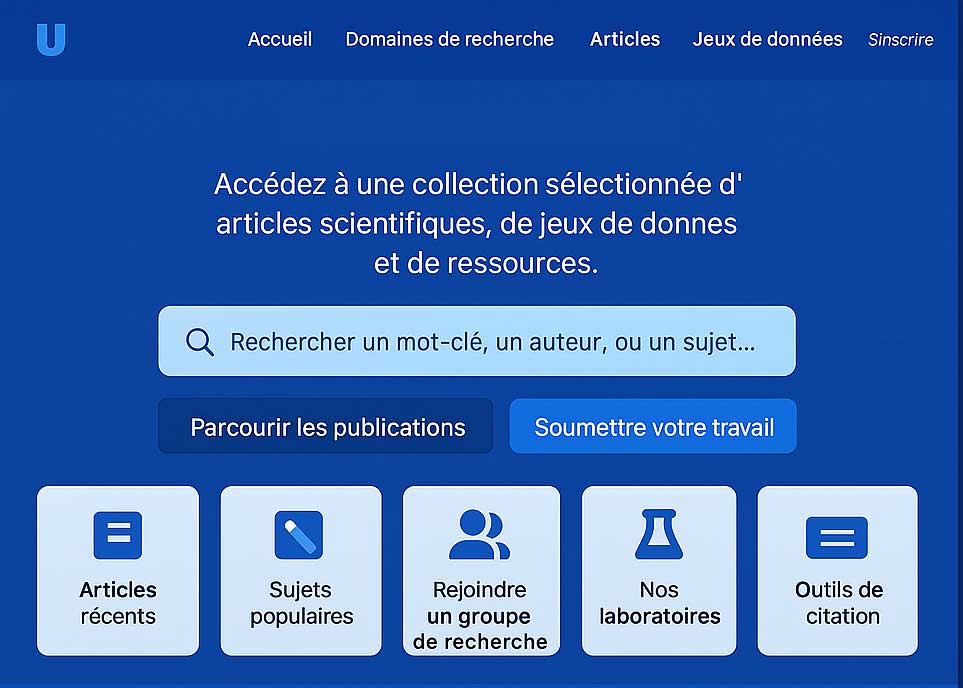 U
Accueil Domaines de recherche Articles Jeux de données Sinscrire
Accédez à une collection sélectionnée d'
articles scientifiques, de jeux de donnes
et de ressources.
Rechercher un mot-clé, un auteur, ou un sujet...
Parcourir les publications
Soumettre votre travail
Articles
récents
Sujets
populaires
Rejoindre
un groupe
de recherche
Nos
laboratoires
Outils de
citation